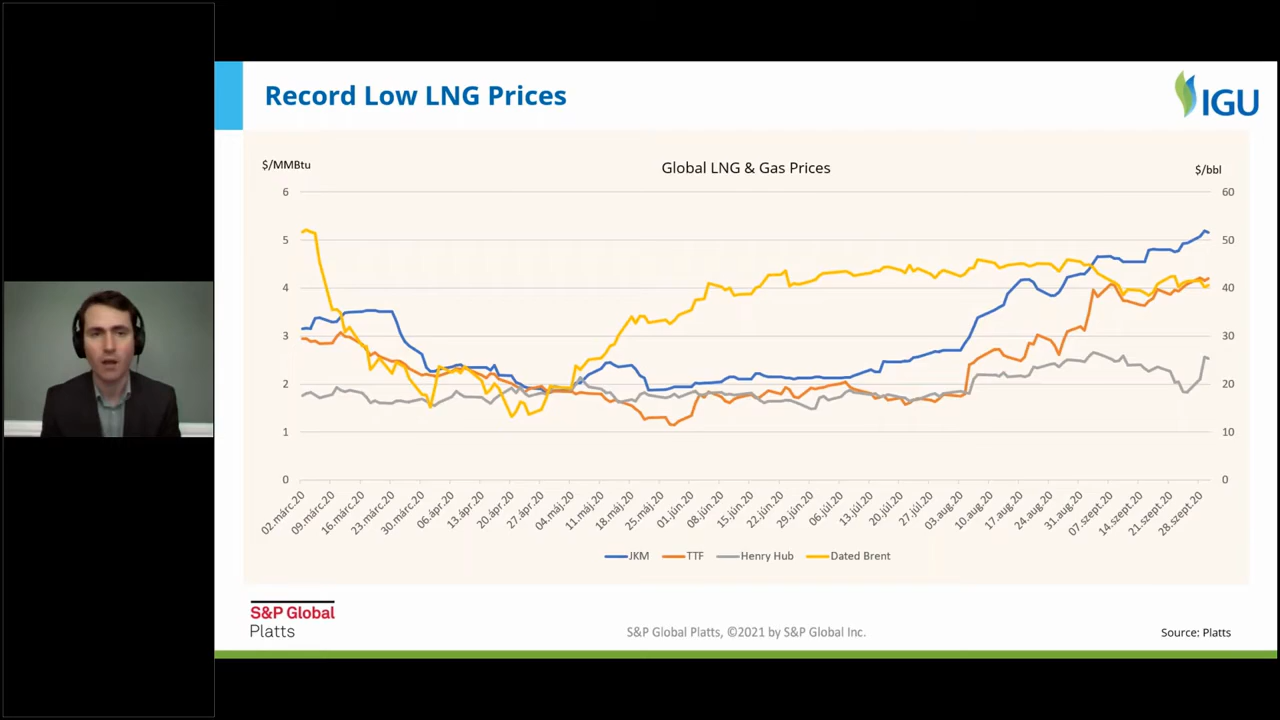 Record Low LNG Prices
IGU
$/MMBtu
Global LNG & Gas Prices
$/bbl
6
5
4
3
2
1
0
60
50
40
30
20
10
0
02.márc.20
09.márc.20
16.márc.20
23.márc.20
30.márc.20
06.ápr.20
13.ápr.20
20.ápr.20
27.ápr.20
04.máj.20
11.máj.20
18.máj.20
25.máj.20
01.jún.20
08.jún.20
15.jún.20
22.jún.20
29.jún.20
06.júl.20
13.júl.20
20.júl.20
27.júl.20
03.aug.20
10.aug.20
17.aug.20
24.aug.20
31.aug.20
07.szept.20
14.szept.20
21.szept.20
28.szept.20
JKM TTF Henry Hub Dated Brent
S&P Global
Platts
S&P Global Platts, ©2021 by S&P Global Inc.
Source: Platts